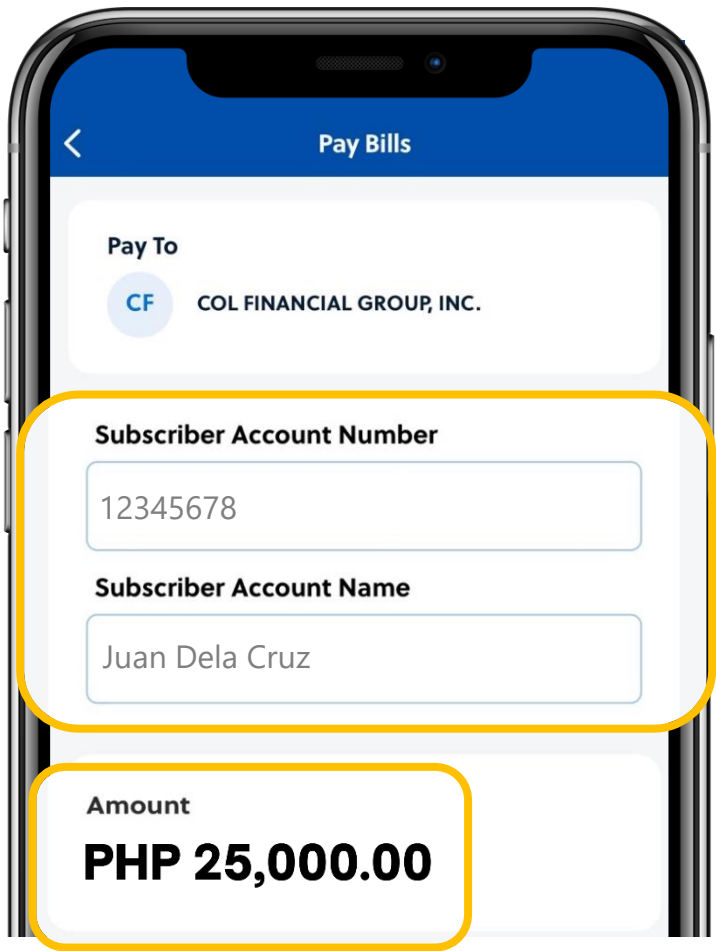 Pay Bills
Pay To
CF
COL FINANCIAL GROUP, INC.
Subscriber Account Number
12345678
Subscriber Account Name
Juan Dela Cruz
Amount
PHP 25,000.00